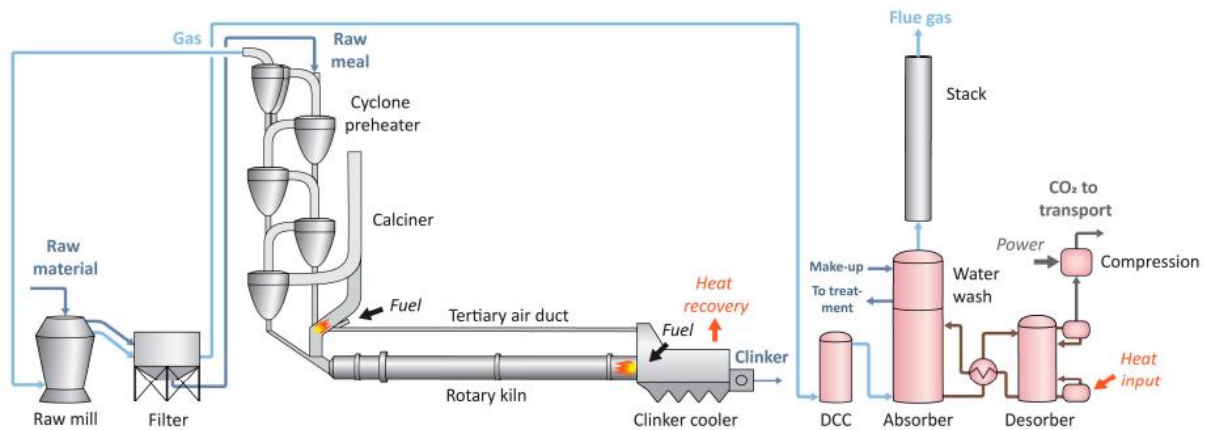 Gas
Raw
meal
Cyclone
preheater
Calciner
Raw
material
Raw mill
Filter
Fuel
Tertiary air duct
Rotary kiln
Heat
recovery
Fuel
Clinker
Clinker cooler
Flue gas
Stack
CO₂ to
transport
Power
Compression
Make-up
To treat-
ment
Water
wash
Heat
input
DCC
Absorber
Desorber